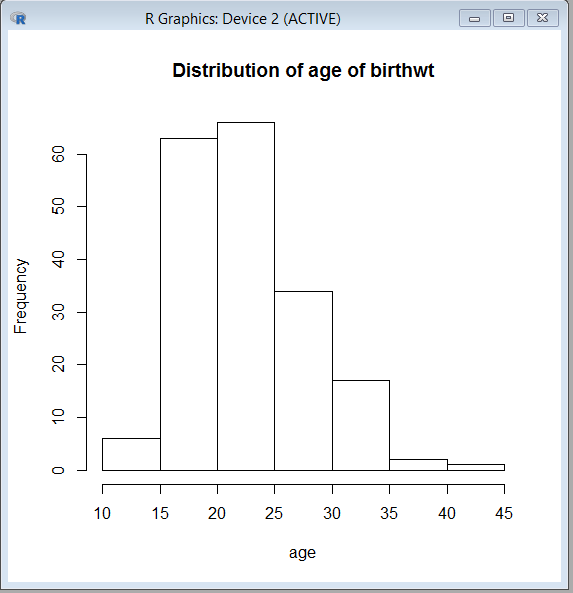 R Graphics: Device 2 (ACTIVE)
Distribution of age of birthwt
60
50
40
30
20
10
0
Frequency
10 15 20 25 30 35 40 45
age